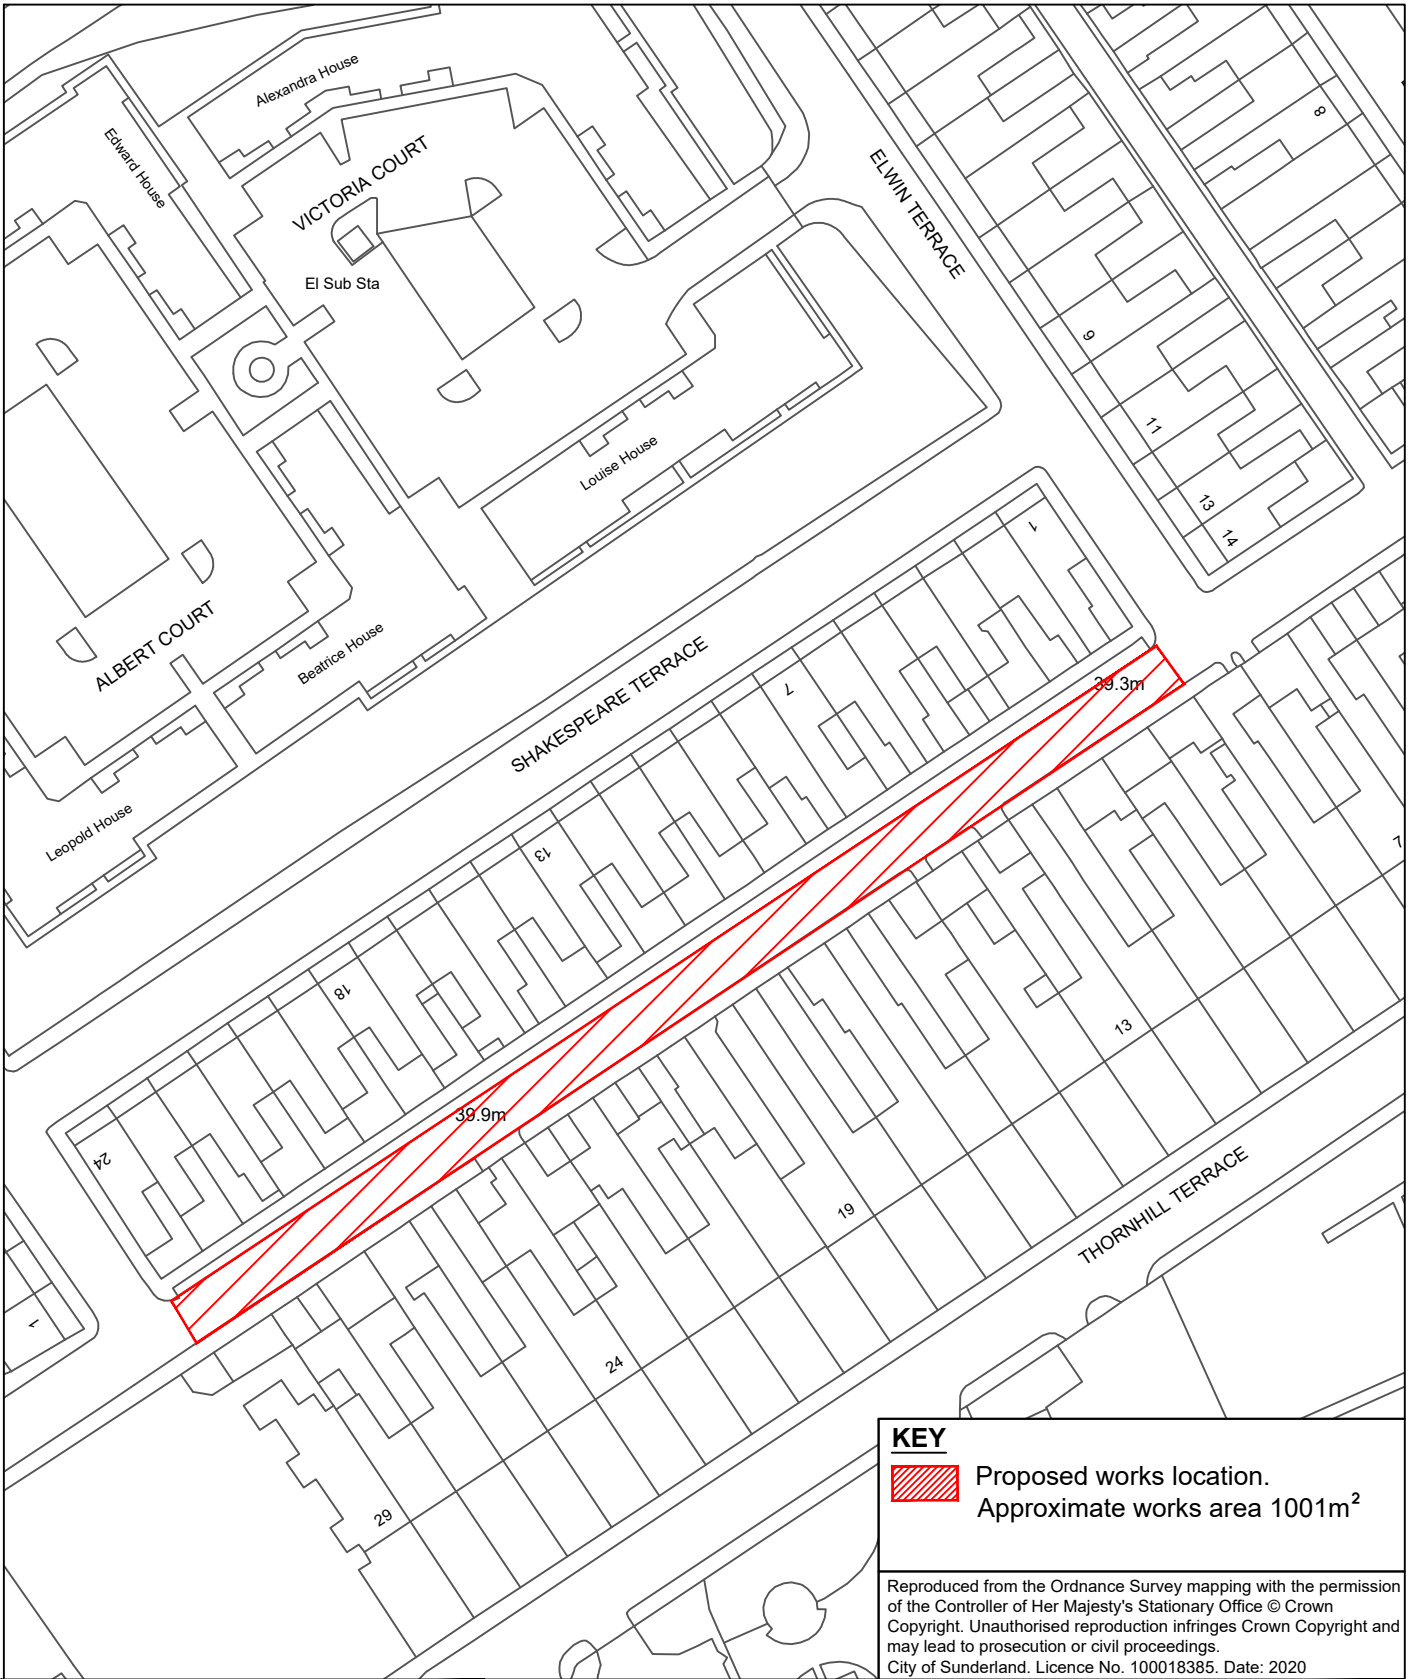 Alexandra House
Edward House
VICTORIA COURT
El Sub Sta
ELWIN TERRACE
8
9
11
13
14
Louise House
1
ALBERT COURT
Beatrice House
SHAKESPEARE TERRACE
7
39.3m
Leopold House
13
7
18
13
39.9m
24
19
THORNHILL TERRACE
1
24
29
KEY
Proposed works location.
Approximate works area 1001m²
Reproduced from the Ordnance Survey mapping with the permission
of the Controller of Her Majesty's Stationary Office © Crown
Copyright. Unauthorised reproduction infringes Crown Copyright and
may lead to prosecution or civil proceedings.
City of Sunderland. Licence No. 100018385. Date: 2020